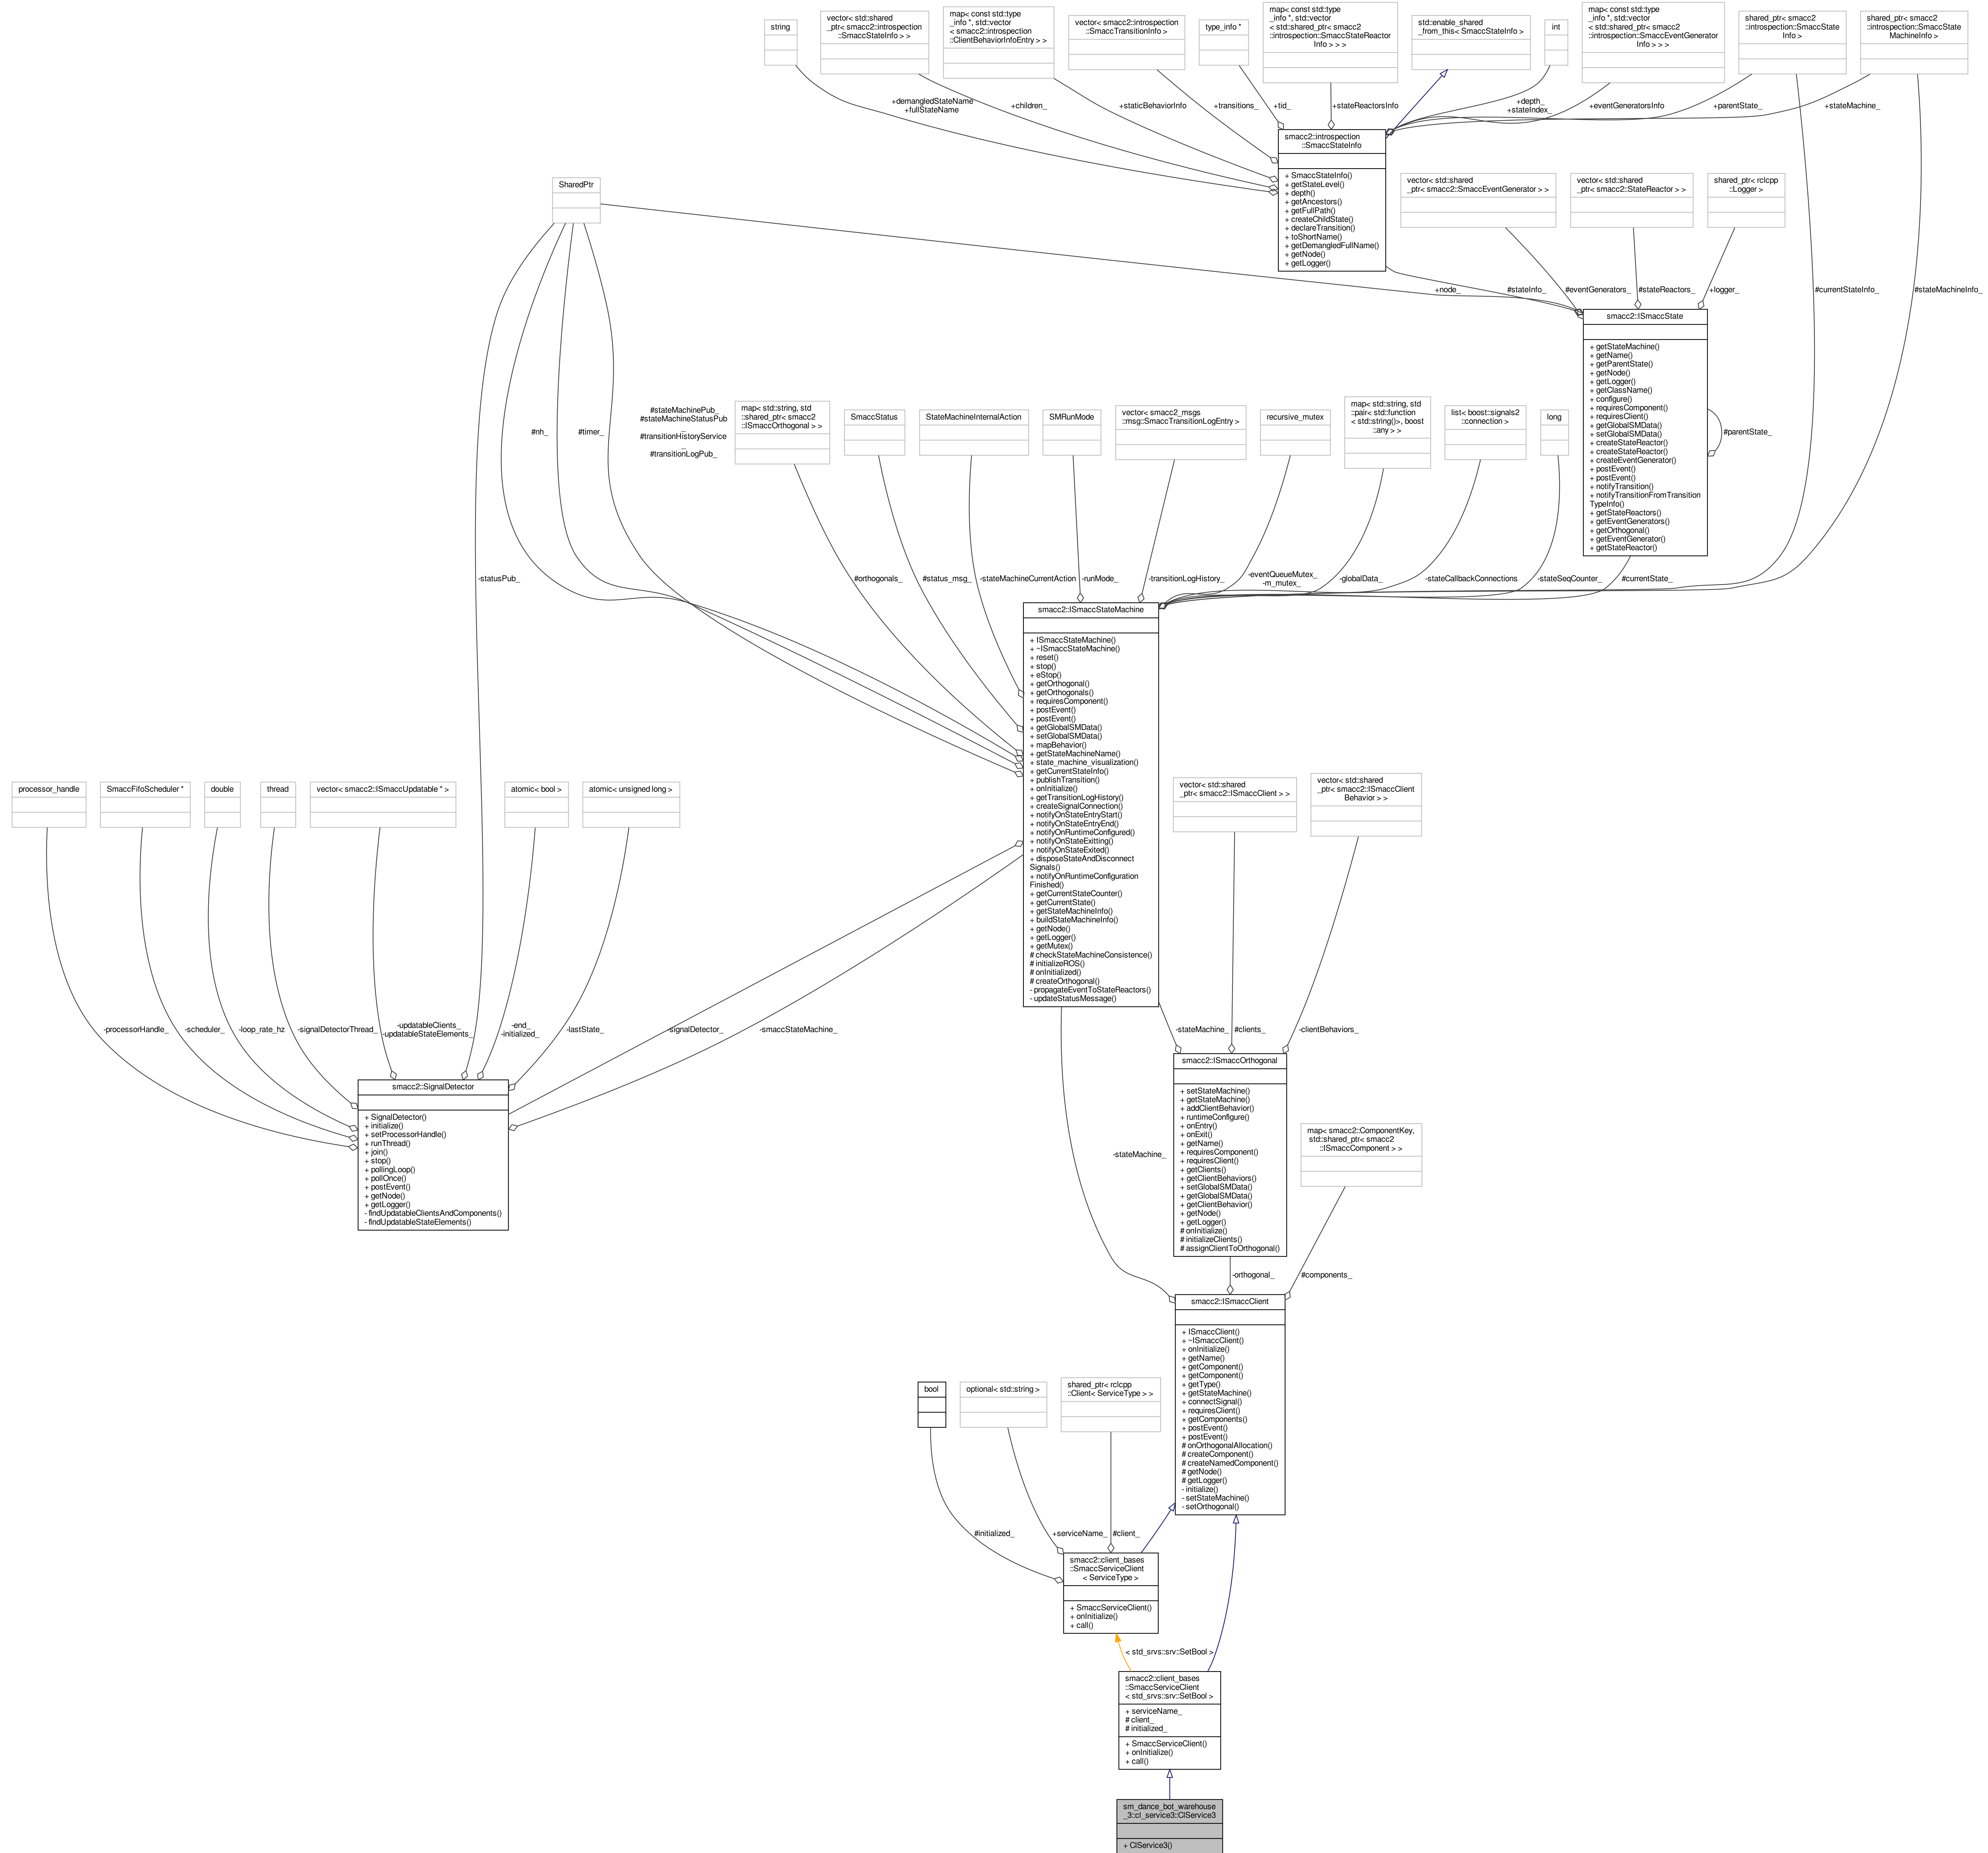 string
vector< std::shared
_ptr< smacc2::introspection
::SmaccStateInfo > >
map< const std::type
_info *, std::vector
< smacc2::introspection
::ClientBehaviorInfoEntry > >
vector< smacc2::introspection
::SmaccTransitionInfo >
type_info *
map< const std::type
_info *, std::vector
< std::shared_ptr< smacc2
::introspection::SmaccStateReactor
Info > > >
std::enable_shared
_from_this< SmaccStateInfo >
int
map< const std::type
_info *, std::vector
< std::shared_ptr< smacc2
::introspection::SmaccEventGenerator
Info > > >
shared_ptr< smacc2
::introspection::SmaccState
Info >
shared_ptr< smacc2
::introspection::SmaccState
MachineInfo >
+demangledStateName
+fullStateName
+children_
+staticBehaviorInfo
+transitions_
+tid_
+stateReactorsInfo
+depth_
+stateIndex_
+eventGeneratorsInfo
+parentState_
+stateMachine_
smacc2::introspection
::SmaccStateInfo
+ SmaccStateInfo()
+ getStateLevel()
+ depth()
+ getAncestors()
+ getFullPath()
+ createChildState()
+ declareTransition()
+ toShortName()
+ getDemangledFullName()
+ getNode()
+ getLogger()
SharedPtr
vector< std::shared
_ptr< smacc2::SmaccEventGenerator > >
vector< std::shared
_ptr< smacc2::StateReactor > >
shared_ptr< rclcpp
::Logger >
+node_
#stateInfo_
#eventGenerators_
#stateReactors_
+logger_
#currentStateInfo_
#stateMachineInfo_
smacc2::ISmaccState
+ getStateMachine()
+ getName()
+ getParentState()
+ getNode()
+ getLogger()
+ getClassName()
+ configure()
+ requiresComponent()
+ requiresClient()
+ getGlobalSMData()
+ setGlobalSMData()
+ createStateReactor()
+ createStateReactor()
+ createEventGenerator()
+ postEvent()
+ postEvent()
+ notifyTransition()
+ notifyTransitionFromTransition
TypeInfo()
+ getStateReactors()
+ getEventGenerators()
+ getOrthogonal()
+ getEventGenerator()
+ getStateReactor()
#parentState_
#nh_
#timer_
#stateMachinePub_
#stateMachineStatusPub
_
#transitionHistoryService
_
#transitionLogPub_
map< std::string, std
::shared_ptr< smacc2
::ISmaccOrthogonal > >
SmaccStatus
StateMachineInternalAction
SMRunMode
vector< smacc2_msgs
::msg::SmaccTransitionLogEntry >
recursive_mutex
map< std::string, std
::pair< std::function
< std::string()>, boost
::any > >
list< boost::signals2
::connection >
long
-statusPub_
#orthogonals_
#status_msg_
-stateMachineCurrentAction
-runMode_
-transitionLogHistory_
-eventQueueMutex_
-m_mutex_
-globalData_
-stateCallbackConnections
-stateSeqCounter_
#currentState_
smacc2::ISmaccStateMachine
+ ISmaccStateMachine()
+ ~ISmaccStateMachine()
+ reset()
+ stop()
+ eStop()
+ getOrthogonal()
+ getOrthogonals()
+ requiresComponent()
+ postEvent()
+ postEvent()
+ getGlobalSMData()
+ setGlobalSMData()
+ mapBehavior()
+ getStateMachineName()
+ state_machine_visualization()
+ getCurrentStateInfo()
+ publishTransition()
+ onInitialize()
+ getTransitionLogHistory()
+ createSignalConnection()
+ notifyOnStateEntryStart()
+ notifyOnStateEntryEnd()
+ notifyOnRuntimeConfigured()
+ notifyOnStateExitting()
+ notifyOnStateExited()
+ disposeStateAndDisconnect
Signals()
+ notifyOnRuntimeConfiguration
Finished()
+ getCurrentStateCounter()
+ getCurrentState()
+ getStateMachineInfo()
+ buildStateMachineInfo()
+ getNode()
+ getLogger()
+ getMutex()
# checkStateMachineConsistence()
# initializeROS()
# onInitialized()
# createOrthogonal()
- propagateEventToStateReactors()
- updateStatusMessage()
processor_handle
SmaccFifoScheduler *
double
thread
vector< smacc2::ISmaccUpdatable * >
atomic< bool >
atomic< unsigned long >
vector< std::shared
_ptr< smacc2::ISmaccClient > >
vector< std::shared
_ptr< smacc2::ISmaccClient
Behavior > >
-processorHandle_
-scheduler_
-loop_rate_hz
-signalDetectorThread_
-updatableClients_
-updatableStateElements_
-end_
-initialized_
-lastState_
-signalDetector_
-smaccStateMachine_
-stateMachine_
#clients_
-clientBehaviors_
smacc2::SignalDetector
+ SignalDetector()
+ initialize()
+ setProcessorHandle()
+ runThread()
+ join()
+ stop()
+ pollingLoop()
+ pollOnce()
+ postEvent()
+ getNode()
+ getLogger()
- findUpdatableClientsAndComponents()
- findUpdatableStateElements()
smacc2::ISmaccOrthogonal
+ setStateMachine()
+ getStateMachine()
+ addClientBehavior()
+ runtimeConfigure()
+ onEntry()
+ onExit()
+ getName()
+ requiresComponent()
+ requiresClient()
+ getClients()
+ getClientBehaviors()
+ setGlobalSMData()
+ getGlobalSMData()
+ getClientBehavior()
+ getNode()
+ getLogger()
# onInitialize()
# initializeClients()
# assignClientToOrthogonal()
map< smacc2::ComponentKey,
std::shared_ptr< smacc2
::ISmaccComponent > >
-stateMachine_
-orthogonal_
#components_
smacc2::ISmaccClient
+ ISmaccClient()
+ ~ISmaccClient()
+ onInitialize()
+ getName()
+ getComponent()
+ getComponent()
+ getType()
+ getStateMachine()
+ connectSignal()
+ requiresClient()
+ getComponents()
+ postEvent()
+ postEvent()
# onOrthogonalAllocation()
# createComponent()
# createNamedComponent()
# getNode()
# getLogger()
- initialize()
- setStateMachine()
- setOrthogonal()
bool
optional< std::string >
shared_ptr< rclcpp
::Client< ServiceType > >
#initialized_
+serviceName_
#client_
smacc2::client_bases
::SmaccServiceClient
< ServiceType >
+ SmaccServiceClient()
+ onInitialize()
+ call()
< std_srvs::srv::SetBool >
smacc2::client_bases
::SmaccServiceClient
< std_srvs::srv::SetBool >
+ serviceName_
# client_
# initialized_
+ SmaccServiceClient()
+ onInitialize()
+ call()
sm_dance_bot_warehouse
_3::cl_service3::ClService3
+ ClService3()